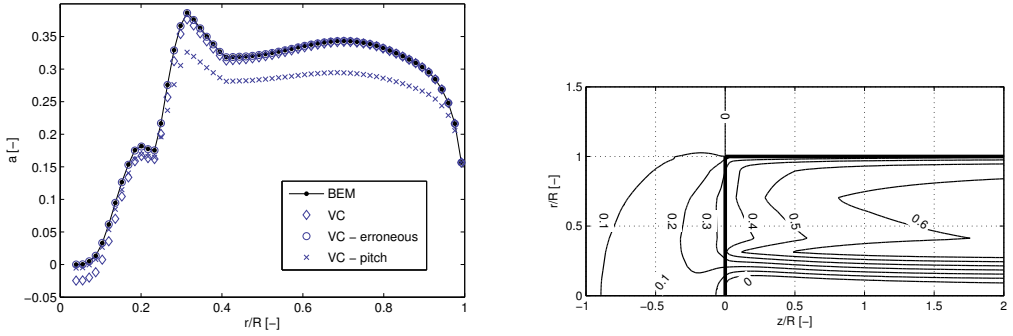 0.35
0.3
0.25
0.2
0.15
0.1
0.05
0
−0.05
a [−]
0 0.2 0.4 0.6 0.8 1
r/R [−]
BEM
VC
VC − erroneous
VC − pitch
1.5
1
0.5
0
r/R [−]
−1 −0.5 0 0.5 1 1.5 2
z/R [−]
0
0.1
0.2
0.3
0.4
0.5
0.6
0.1
0